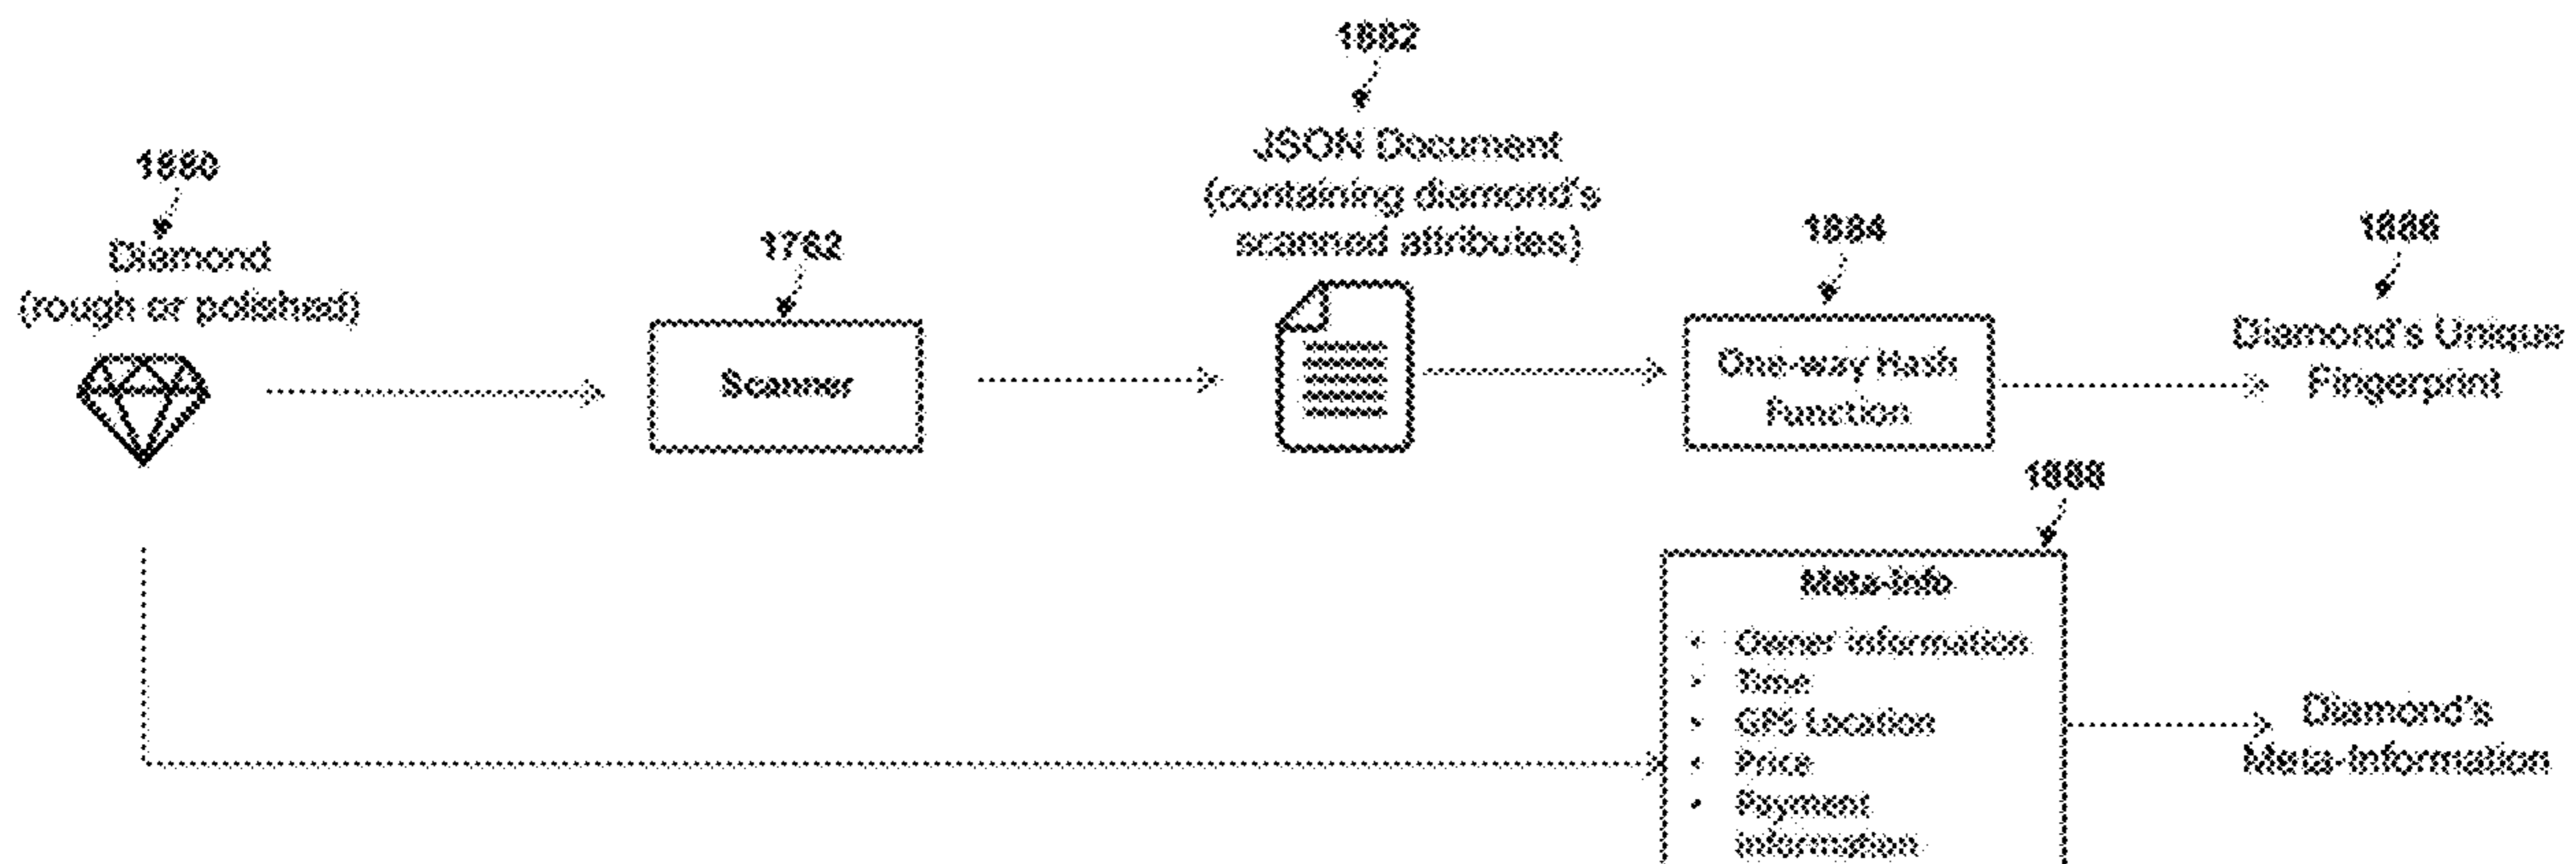 1882
JSON Document
(containing diamond's
scanned attributes)
1880
Diamond
(rough or polished)
1762
Scanner
1884
One-way Hash
Function
1886
Diamond's Unique
Fingerprint
1888
Meta-Info
• Owner information
• Time
• GPS Location
• Price
• Payment
information
Diamond's
Meta-Information